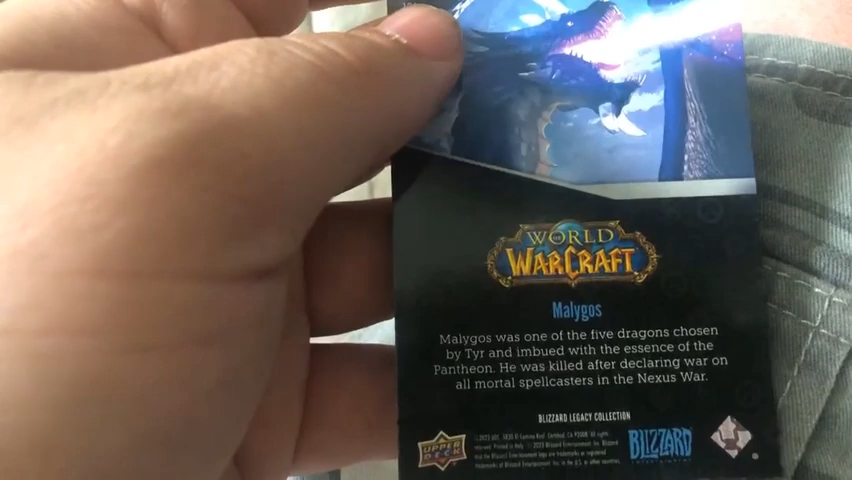 WORLD
OF
WARCRAFT
Malygos
Malygos was one of the five dragons chosen
by Tyr and imbued with the essence of the
Pantheon. He was killed after declaring war on
all mortal spellcasters in the Nexus War.
BLIZZARD LEGACY COLLECTION
UPPER
DECK
BLIZZARD
ENTERTAINMENT